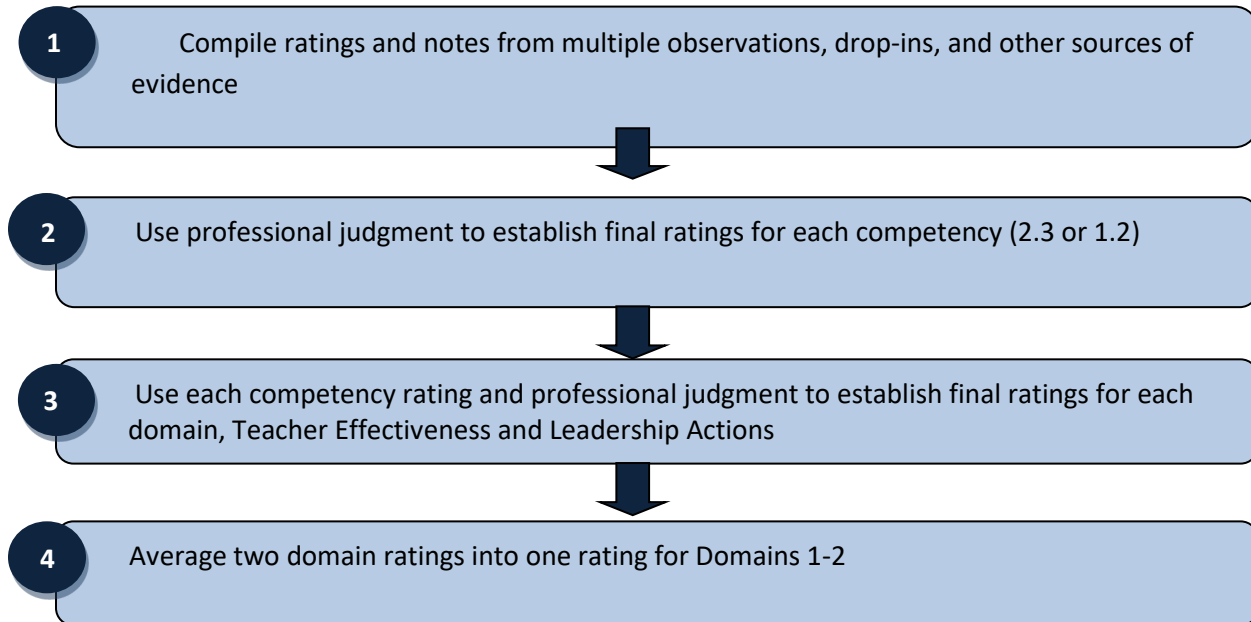 1
Compile ratings and notes from multiple observations, drop-ins, and other sources of
evidence
2
Use professional judgment to establish final ratings for each competency (2.3 or 1.2)
3
Use each competency rating and professional judgment to establish final ratings for each
domain, Teacher Effectiveness and Leadership Actions
4
Average two domain ratings into one rating for Domains 1-2